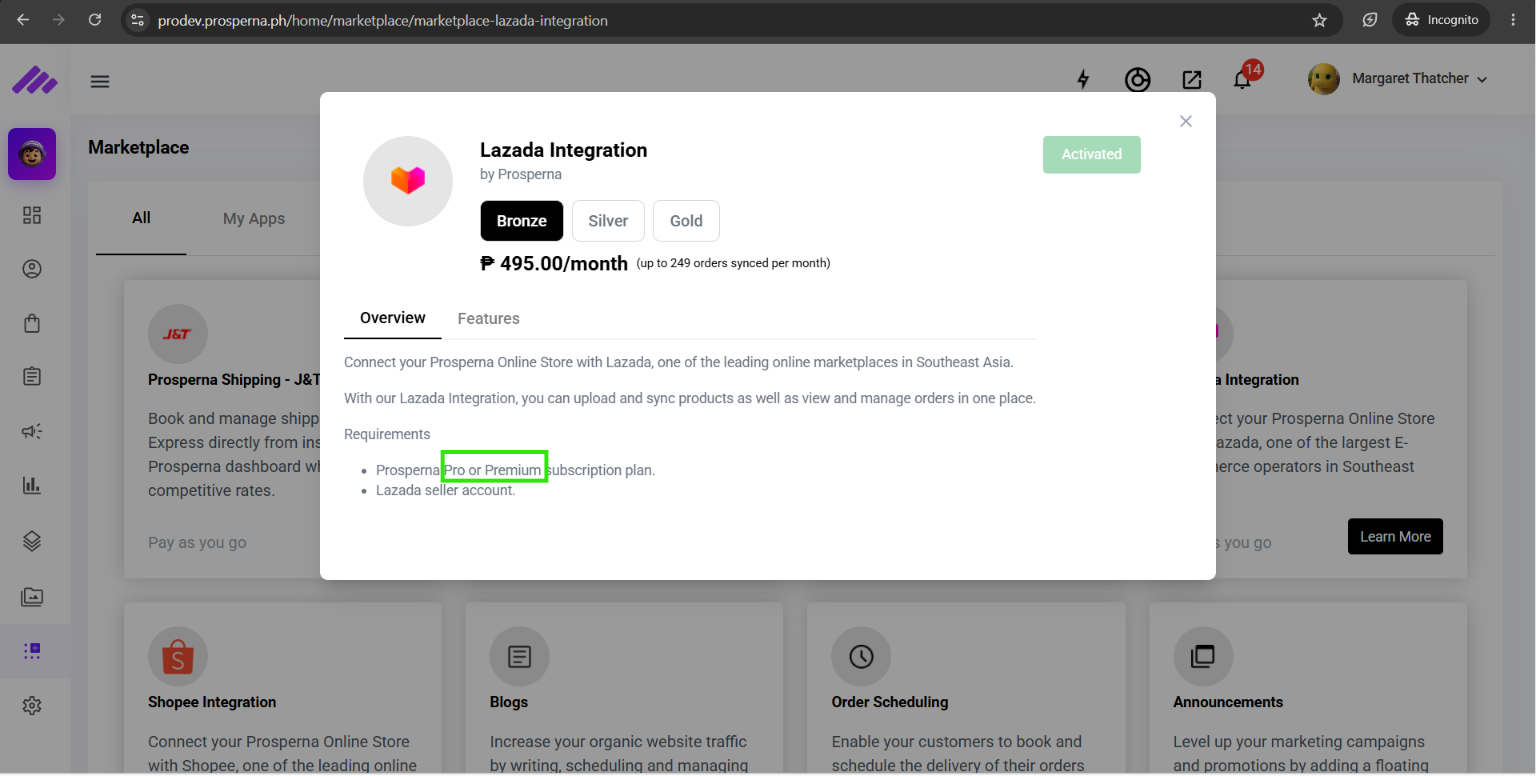 prodev.prosperna.ph/home/marketplace/marketplace-lazada-integration
Incognito
14
Margaret Thatcher
Marketplace
All
My Apps
Lazada Integration
by Prosperna
Activated
Bronze
Silver
Gold
₱ 495.00/month (up to 249 orders synced per month)
Overview
Features
Connect your Prosperna Online Store with Lazada, one of the leading online marketplaces in Southeast Asia.
With our Lazada Integration, you can upload and sync products as well as view and manage orders in one place.
Requirements
• Prosperna Pro or Premium subscription plan.
• Lazada seller account.
J&T
Prosperna Shipping - J&T
Book and manage shipp
Express directly from ins
Prosperna dashboard wh
competitive rates.
Pay as you go
a Integration
ct your Prosperna Online Store
azada, one of the largest E-
erce operators in Southeast
s you go
Learn More
Shopee Integration
Connect your Prosperna Online Store
with Shopee, one of the leading online
Blogs
Increase your organic website traffic
by writing, scheduling and managing
Order Scheduling
Enable your customers to book and
schedule the delivery of their orders
Announcements
Level up your marketing campaigns
and promotions by adding a floating